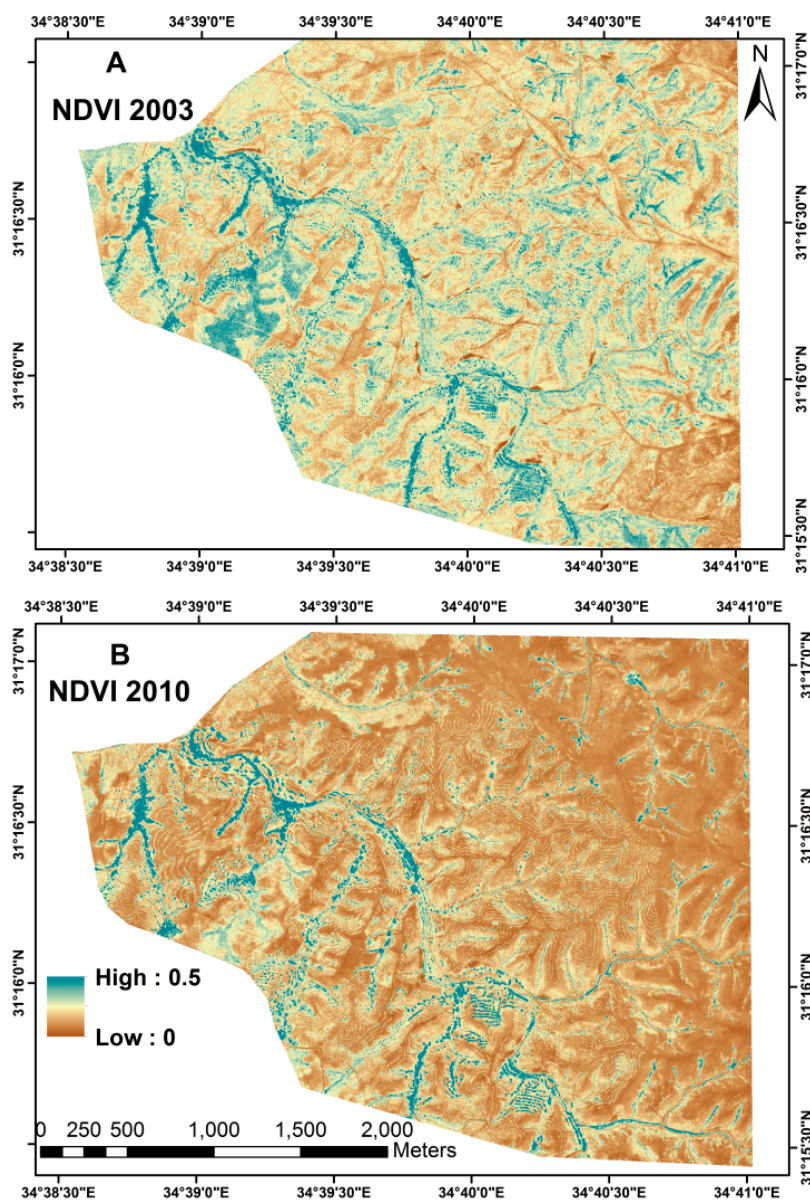 34°38'30"E 34°39'0"E 34°39'30"E 34°40'0"E 34°40'30"E 34°41'0"E
A
NDVI 2003
N
31°17'0"N
31°16'30"N 31°16'30"N
31°16'0"N 31°16'0"N
31°15'30"N
34°38'30"E 34°39'0"E 34°39'30"E 34°40'0"E 34°40'30"E 34°41'0"E
34°38'30"E 34°39'0"E 34°39'30"E 34°40'0"E 34°40'30"E 34°41'0"E
B
NDVI 2010
31°17'0"N 31°17'0"N
31°16'30"N 31°16'30"N
31°16'0"N 31°16'0"N
High : 0.5
Low : 0
0 250 500 1,000 1,500 2,000
Meters
31°15'30"N
34°38'30"E 34°39'0"E 34°39'30"E 34°40'0"E 34°40'30"E 34°41'0"E